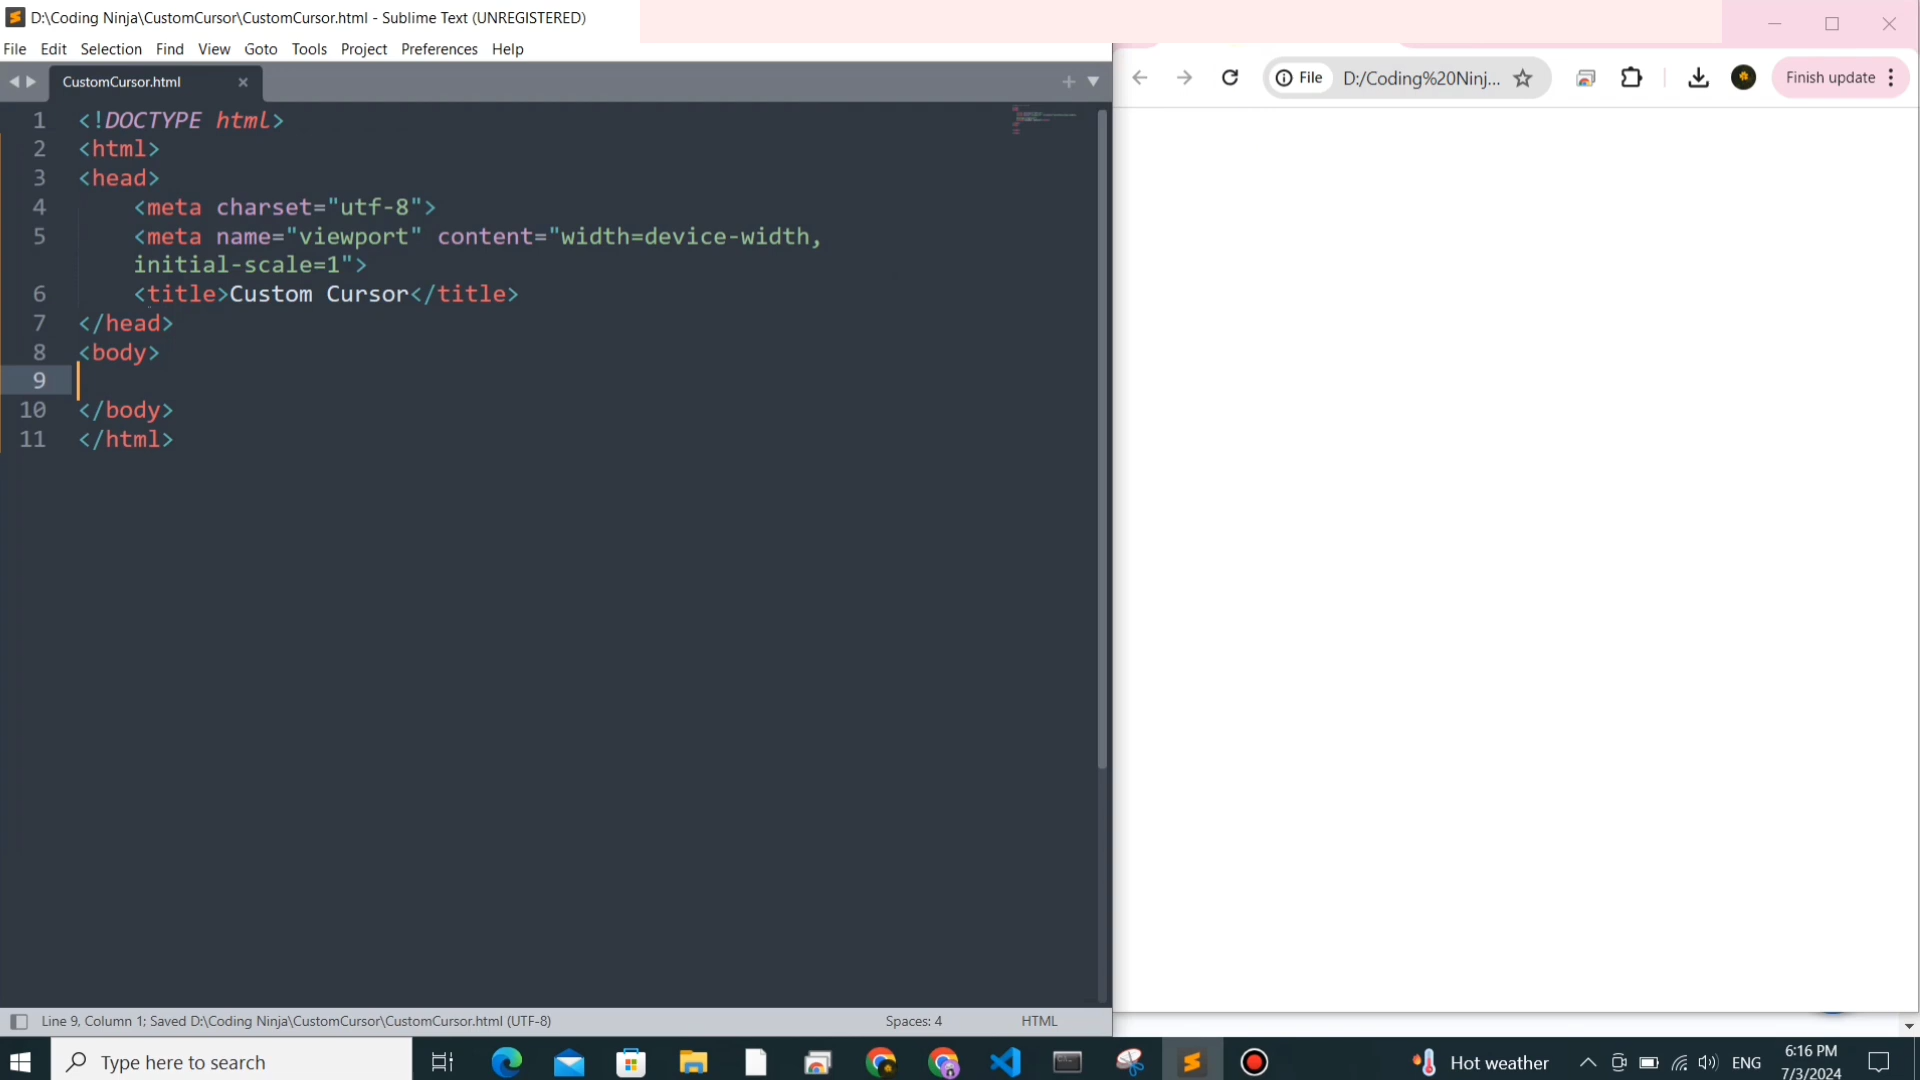 D:\Coding Ninja\CustomCursor\CustomCursor.html - Sublime Text (UNREGISTERED)
File Edit Selection Find View Goto Tools Project Preferences Help
CustomCursor.html
File D:/Coding%20Ninj... Finish update
1 <!DOCTYPE html>
2 <html>
3 <head>
4 <meta charset="utf-8">
5 <meta name="viewport" content="width=device-width,
initial-scale=1">
6 <title>Custom Cursor</title>
7 </head>
8 <body>
9
10 </body>
11 </html>
Line 9, Column 1; Saved D:\Coding Ninja\CustomCursor\CustomCursor.html (UTF-8) Spaces: 4 HTML
Type here to search Hot weather ENG 6:16 PM
7/3/2024